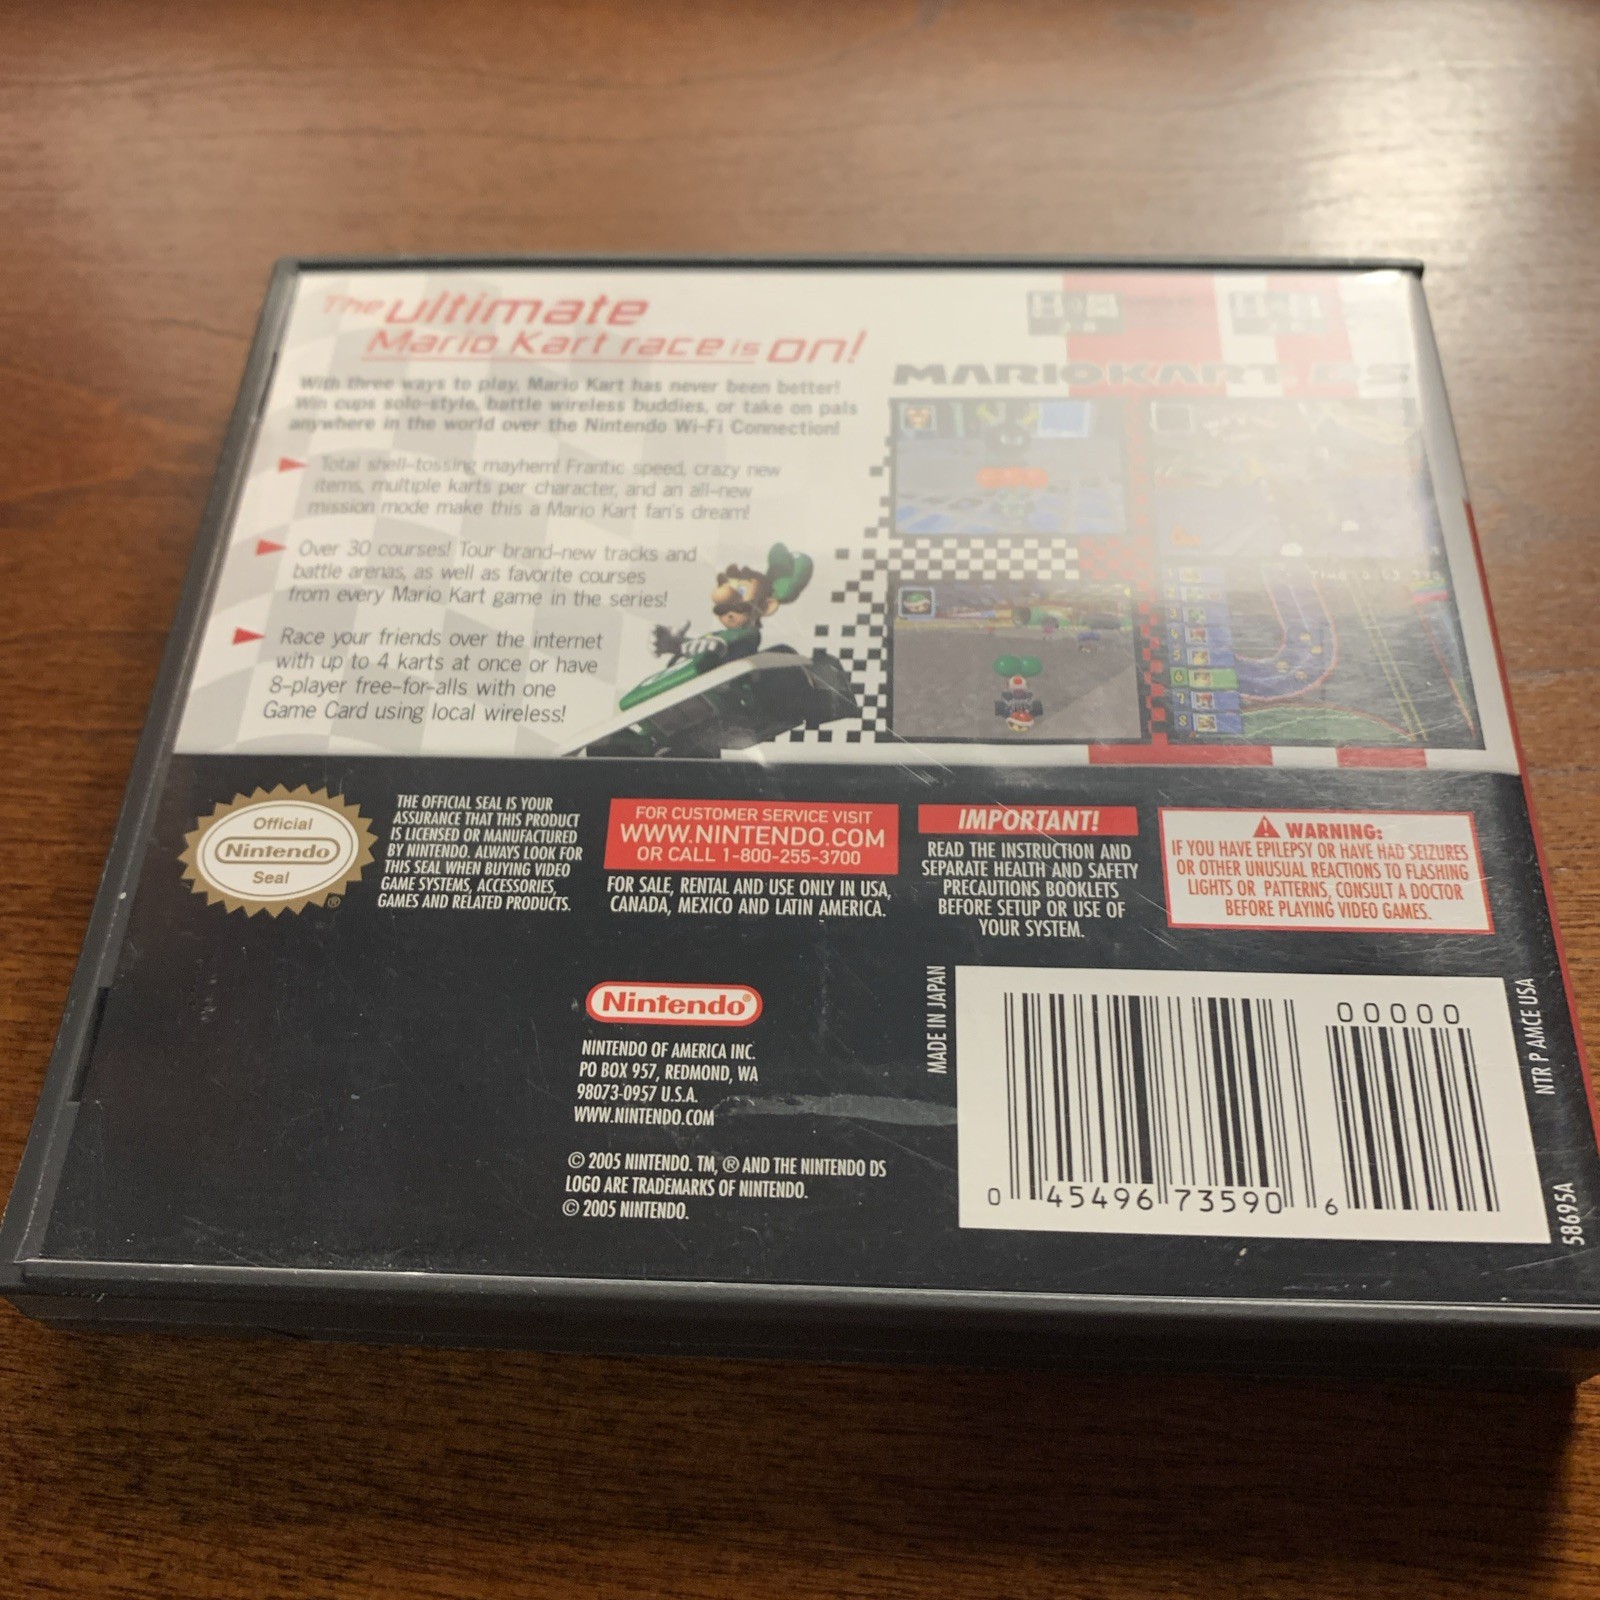 The ultimate
Mario Kart race is on!
With three ways to play, Mario Kart has never been better!
Win cups solo-style, battle wireless buddies, or take on pals
anywhere in the world over the Nintendo Wi-Fi Connection!
Total shell-tossing mayhem! Frantic speed, crazy new
items, multiple karts per character, and an all-new
mission mode make this a Mario Kart fan's dream!
Over 30 courses! Tour brand-new tracks and
battle arenas, as well as favorite courses
from every Mario Kart game in the series!
Race your friends over the internet
with up to 4 karts at once or have
8-player free-for-alls with one
Game Card using local wireless!
MARIOKART DS
1
2
3
4
5
6
7
8
Official
Nintendo
Seal
®
THE OFFICIAL SEAL IS YOUR
ASSURANCE THAT THIS PRODUCT
IS LICENSED OR MANUFACTURED
BY NINTENDO. ALWAYS LOOK FOR
THIS SEAL WHEN BUYING VIDEO
GAME SYSTEMS, ACCESSORIES,
GAMES AND RELATED PRODUCTS.
FOR CUSTOMER SERVICE VISIT
WWW.NINTENDO.COM
OR CALL 1-800-255-3700
FOR SALE, RENTAL AND USE ONLY IN USA,
CANADA, MEXICO AND LATIN AMERICA.
IMPORTANT!
READ THE INSTRUCTION AND
SEPARATE HEALTH AND SAFETY
PRECAUTIONS BOOKLETS
BEFORE SETUP OR USE OF
YOUR SYSTEM.
WARNING:
IF YOU HAVE EPILEPSY OR HAVE HAD SEIZURES
OR OTHER UNUSUAL REACTIONS TO FLASHING
LIGHTS OR PATTERNS, CONSULT A DOCTOR
BEFORE PLAYING VIDEO GAMES.
Nintendo®
NINTENDO OF AMERICA INC.
PO BOX 957, REDMOND, WA
98073-0957 U.S.A.
WWW.NINTENDO.COM
© 2005 NINTENDO. TM, ® AND THE NINTENDO DS
LOGO ARE TRADEMARKS OF NINTENDO.
© 2005 NINTENDO.
MADE IN JAPAN
00000
0 45496 73590 6
NTR P AMCE USA
58695A